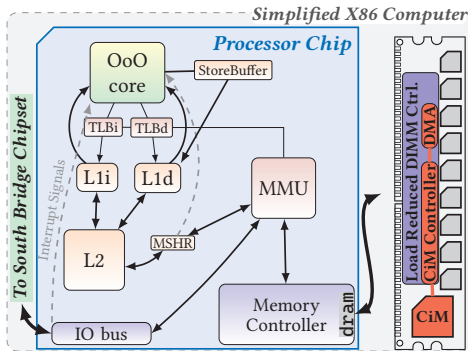 Simplified X86 Computer
Processor Chip
OoO
core
StoreBuffer
TLBi
TLBd
L1i
L1d
MMU
MSHR
L2
Interrupt Signals
To South Bridge Chipset
IO bus
Memory
Controller
dram
Load Reduced DIMM Ctrl.
CiM Controller
DMA
CiM